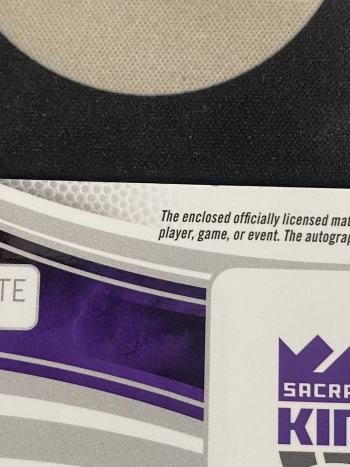 The enclosed officially licensed mat
player, game, or event. The autograp
TE
SACRA
KIN